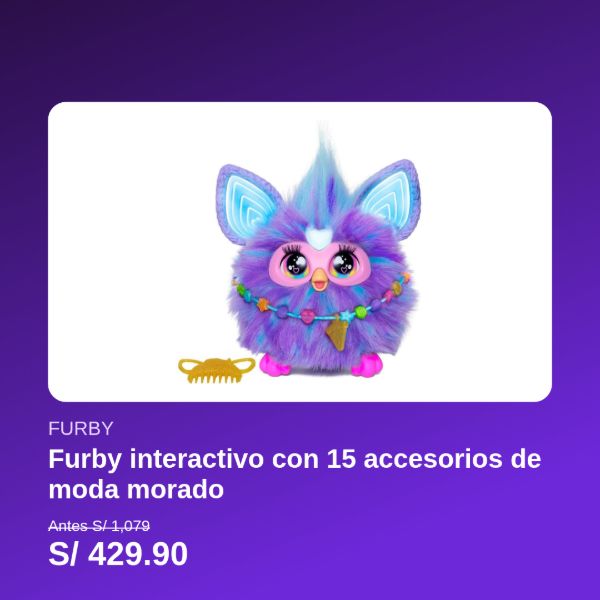 FURBY
Furby interactivo con 15 accesorios de
moda morado
Antes S/ 1,079
S/ 429.90